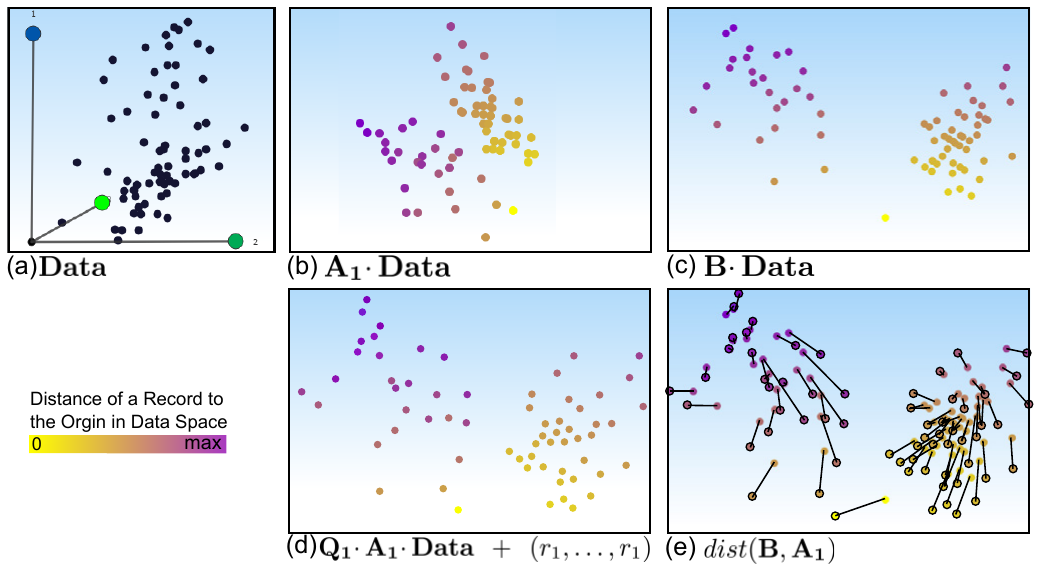 1
2
(a)Data
(b) A₁· Data
(c) B· Data
Distance of a Record to
the Orgin in Data Space
0 max
(d)Q₁· A₁· Data + (r₁, . . . , r₁)
(e) dist(B, A₁)